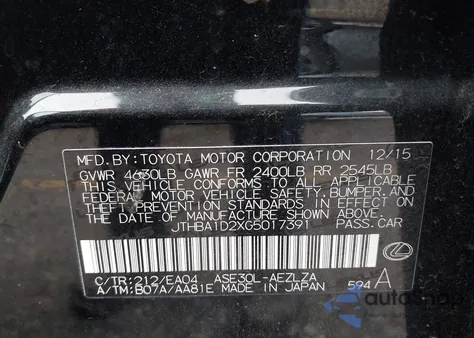 MFD. BY: TOYOTA MOTOR CORPORATION 12/15
GVWR 4630LB GAWR FR 2400LB RR 2545LB
THIS VEHICLE CONFORMS TO ALL APPLICABLE
FEDERAL MOTOR VEHICLE SAFETY, BUMPER, AND
THEFT PREVENTION STANDARDS IN EFFECT ON
THE DATE OF MANUFACTURE SHOWN ABOVE.
JTHBA1D2XG5017391 PASS.CAR
C/TR:212/EA04 ASE30L-AEZLZA
A/TM:B07A/AA81E MADE IN JAPAN 594 A
autoshop